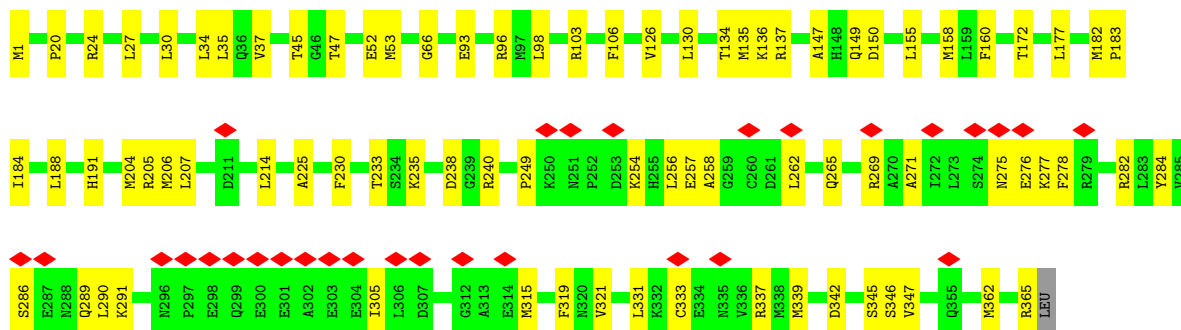 M1 P20 R24 L27 L30 L34 L35 Q36 V37 T45 G46 T47 E52 M53 G66 E93 R96 M97 L98 R103 F106 V126 L130 T134 M135 K136 R137 A147 H148 Q149 D150 L155 M158 L159 F160 T172 L177 M182 P183
I184 L188 H191 M204 R205 M206 L207 D211 L214 A225 F230 T233 S234 K235 D238 G239 R240 P249 K250 N251 P252 D253 K254 H255 L256 E257 A258 G259 C260 D261 L262 Q265 R269 A270 A271 I272 L273 S274 N275 E276 K277 F278 R279 R282 L283 Y284 V285
S286 E287 N288 Q289 L290 K291 N296 P297 E298 Q299 E300 E301 A302 E303 E304 I305 L306 D307 G312 A313 E314 M315 F319 N320 V321 L331 K332 C333 E334 N335 V336 R337 M338 M339 D342 S345 S346 V347 Q355 M362 R365 LEU